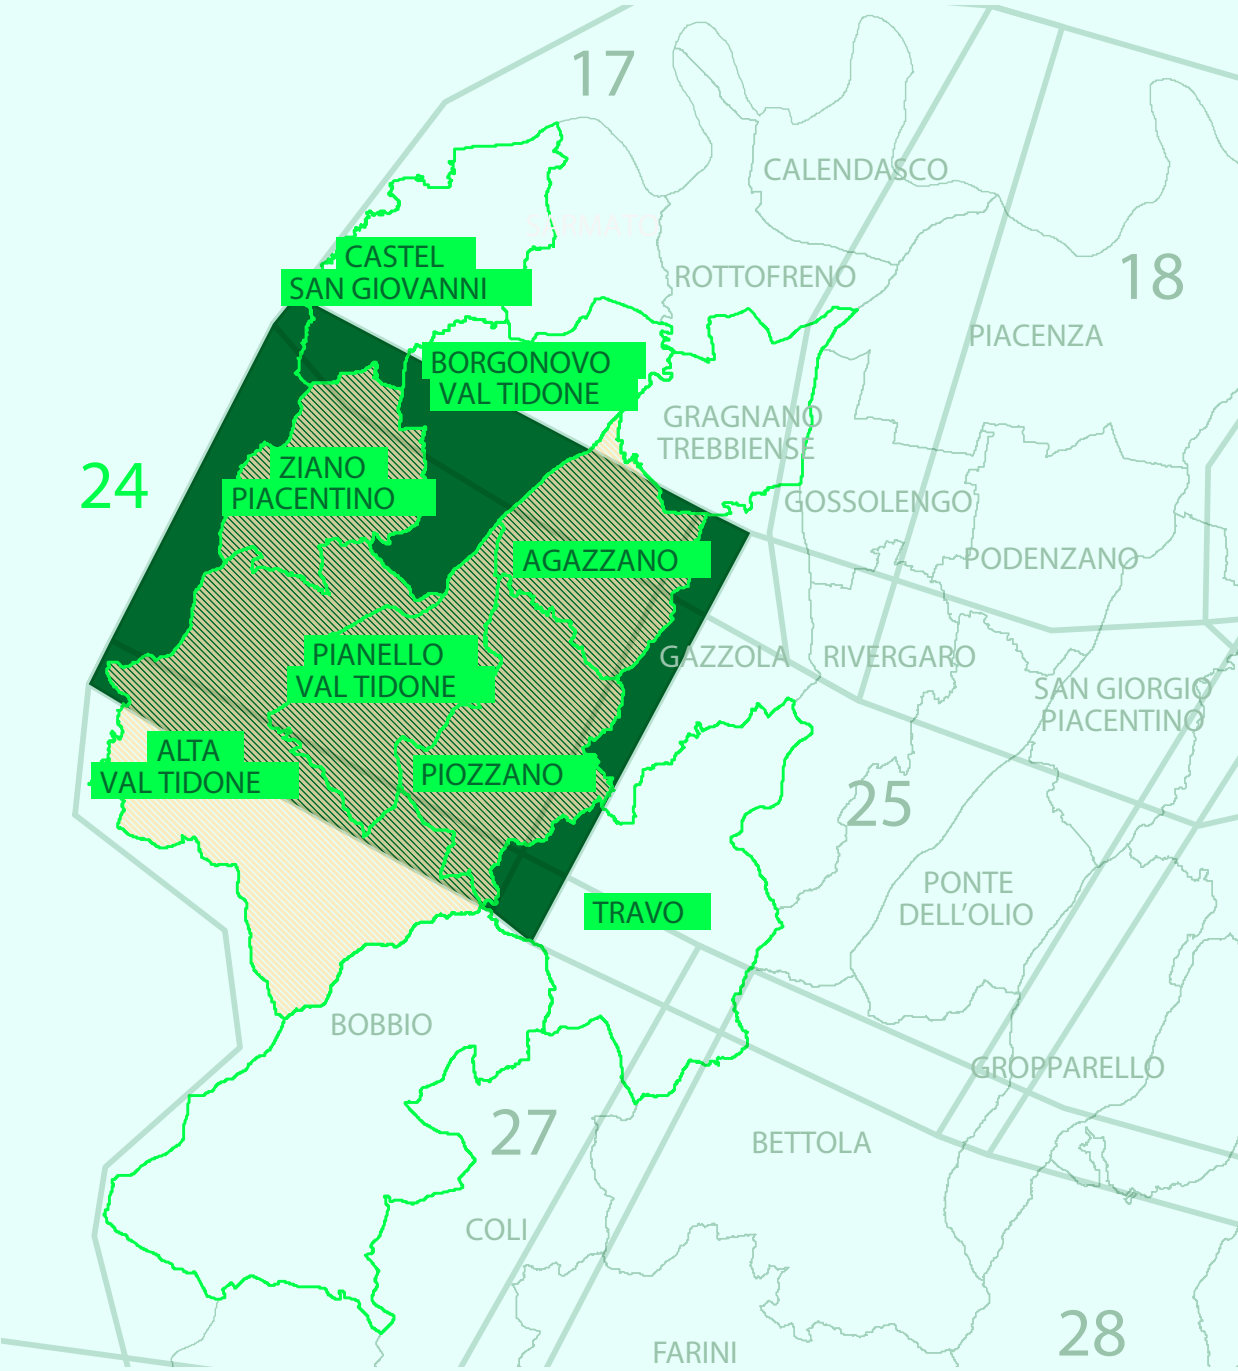 17
CALENDASCO
SARMATO
18
CASTEL
SAN GIOVANNI
ROTTOFRENO
PIACENZA
BORGONOVO
VAL TIDONE
GRAGNANO
TREBBIENSE
24
ZIANO
PIACENTINO
GOSSOLENGO
AGAZZANO
PODENZANO
PIANELLO
VAL TIDONE
GAZZOLA
RIVERGARO
SAN GIORGIO
PIACENTINO
ALTA
VAL TIDONE
PIOZZANO
25
TRAVO
PONTE
DELL'OLIO
BOBBIO
GROPPARELLO
27
BETTOLA
COLI
28
FARINI